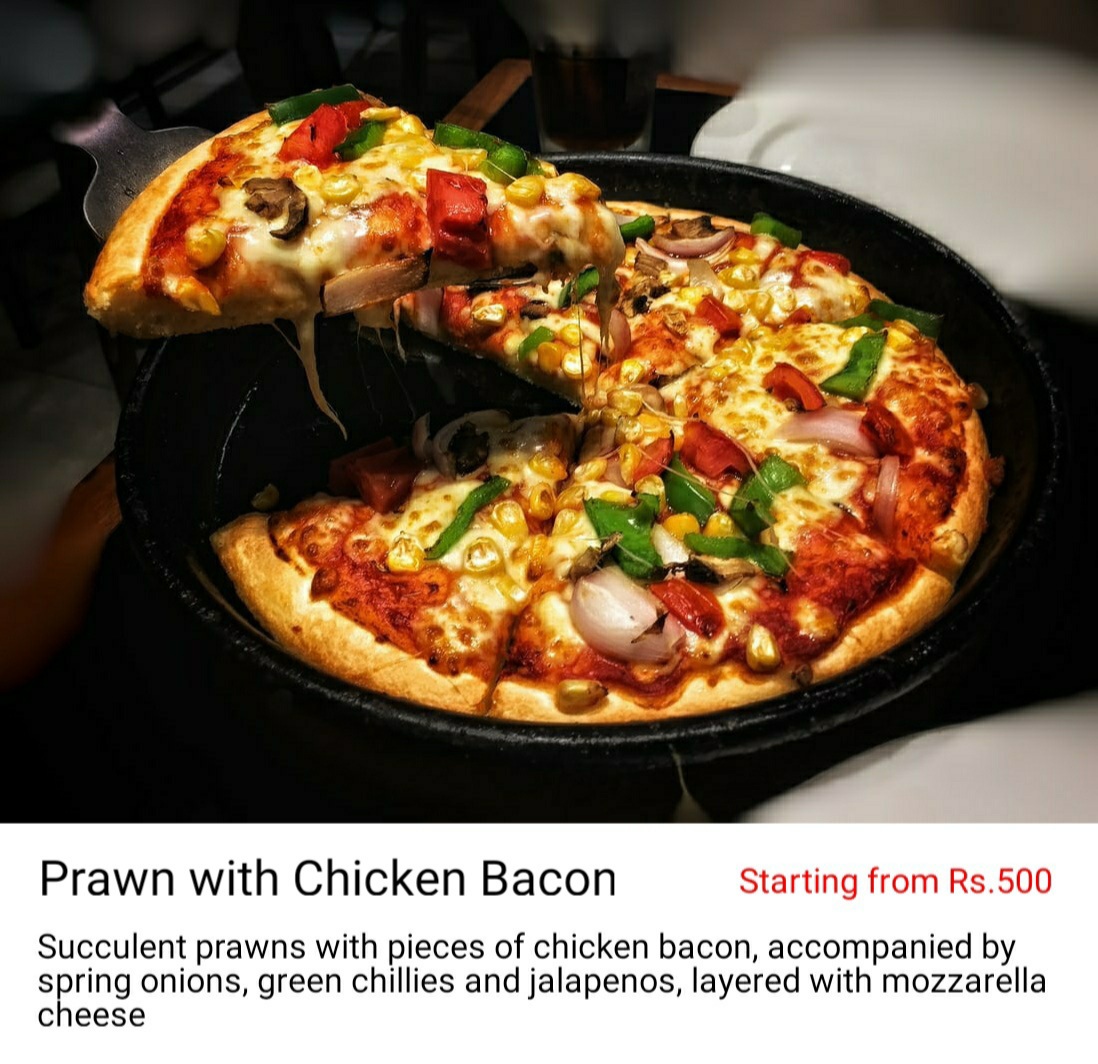 Prawn with Chicken Bacon
Starting from Rs.500
Succulent prawns with pieces of chicken bacon, accompanied by
spring onions, green chillies and jalapenos, layered with mozzarella
cheese